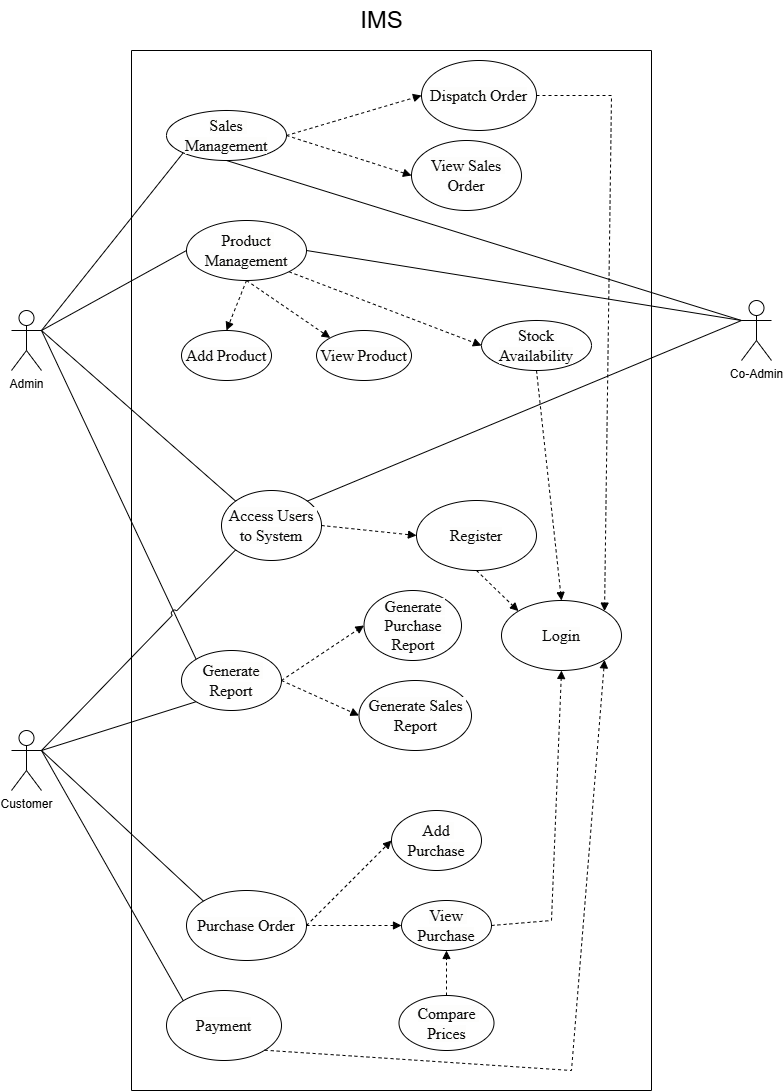 IMS
Dispatch Order
Sales
Management
View Sales
Order
Product
Management
Add Product
View Product
Stock
Availability
Admin
Co-Admin
Access Users
to System
Register
Generate
Purchase
Report
Login
Generate
Report
Generate Sales
Report
Customer
Add
Purchase
Purchase Order
View
Purchase
Payment
Compare
Prices